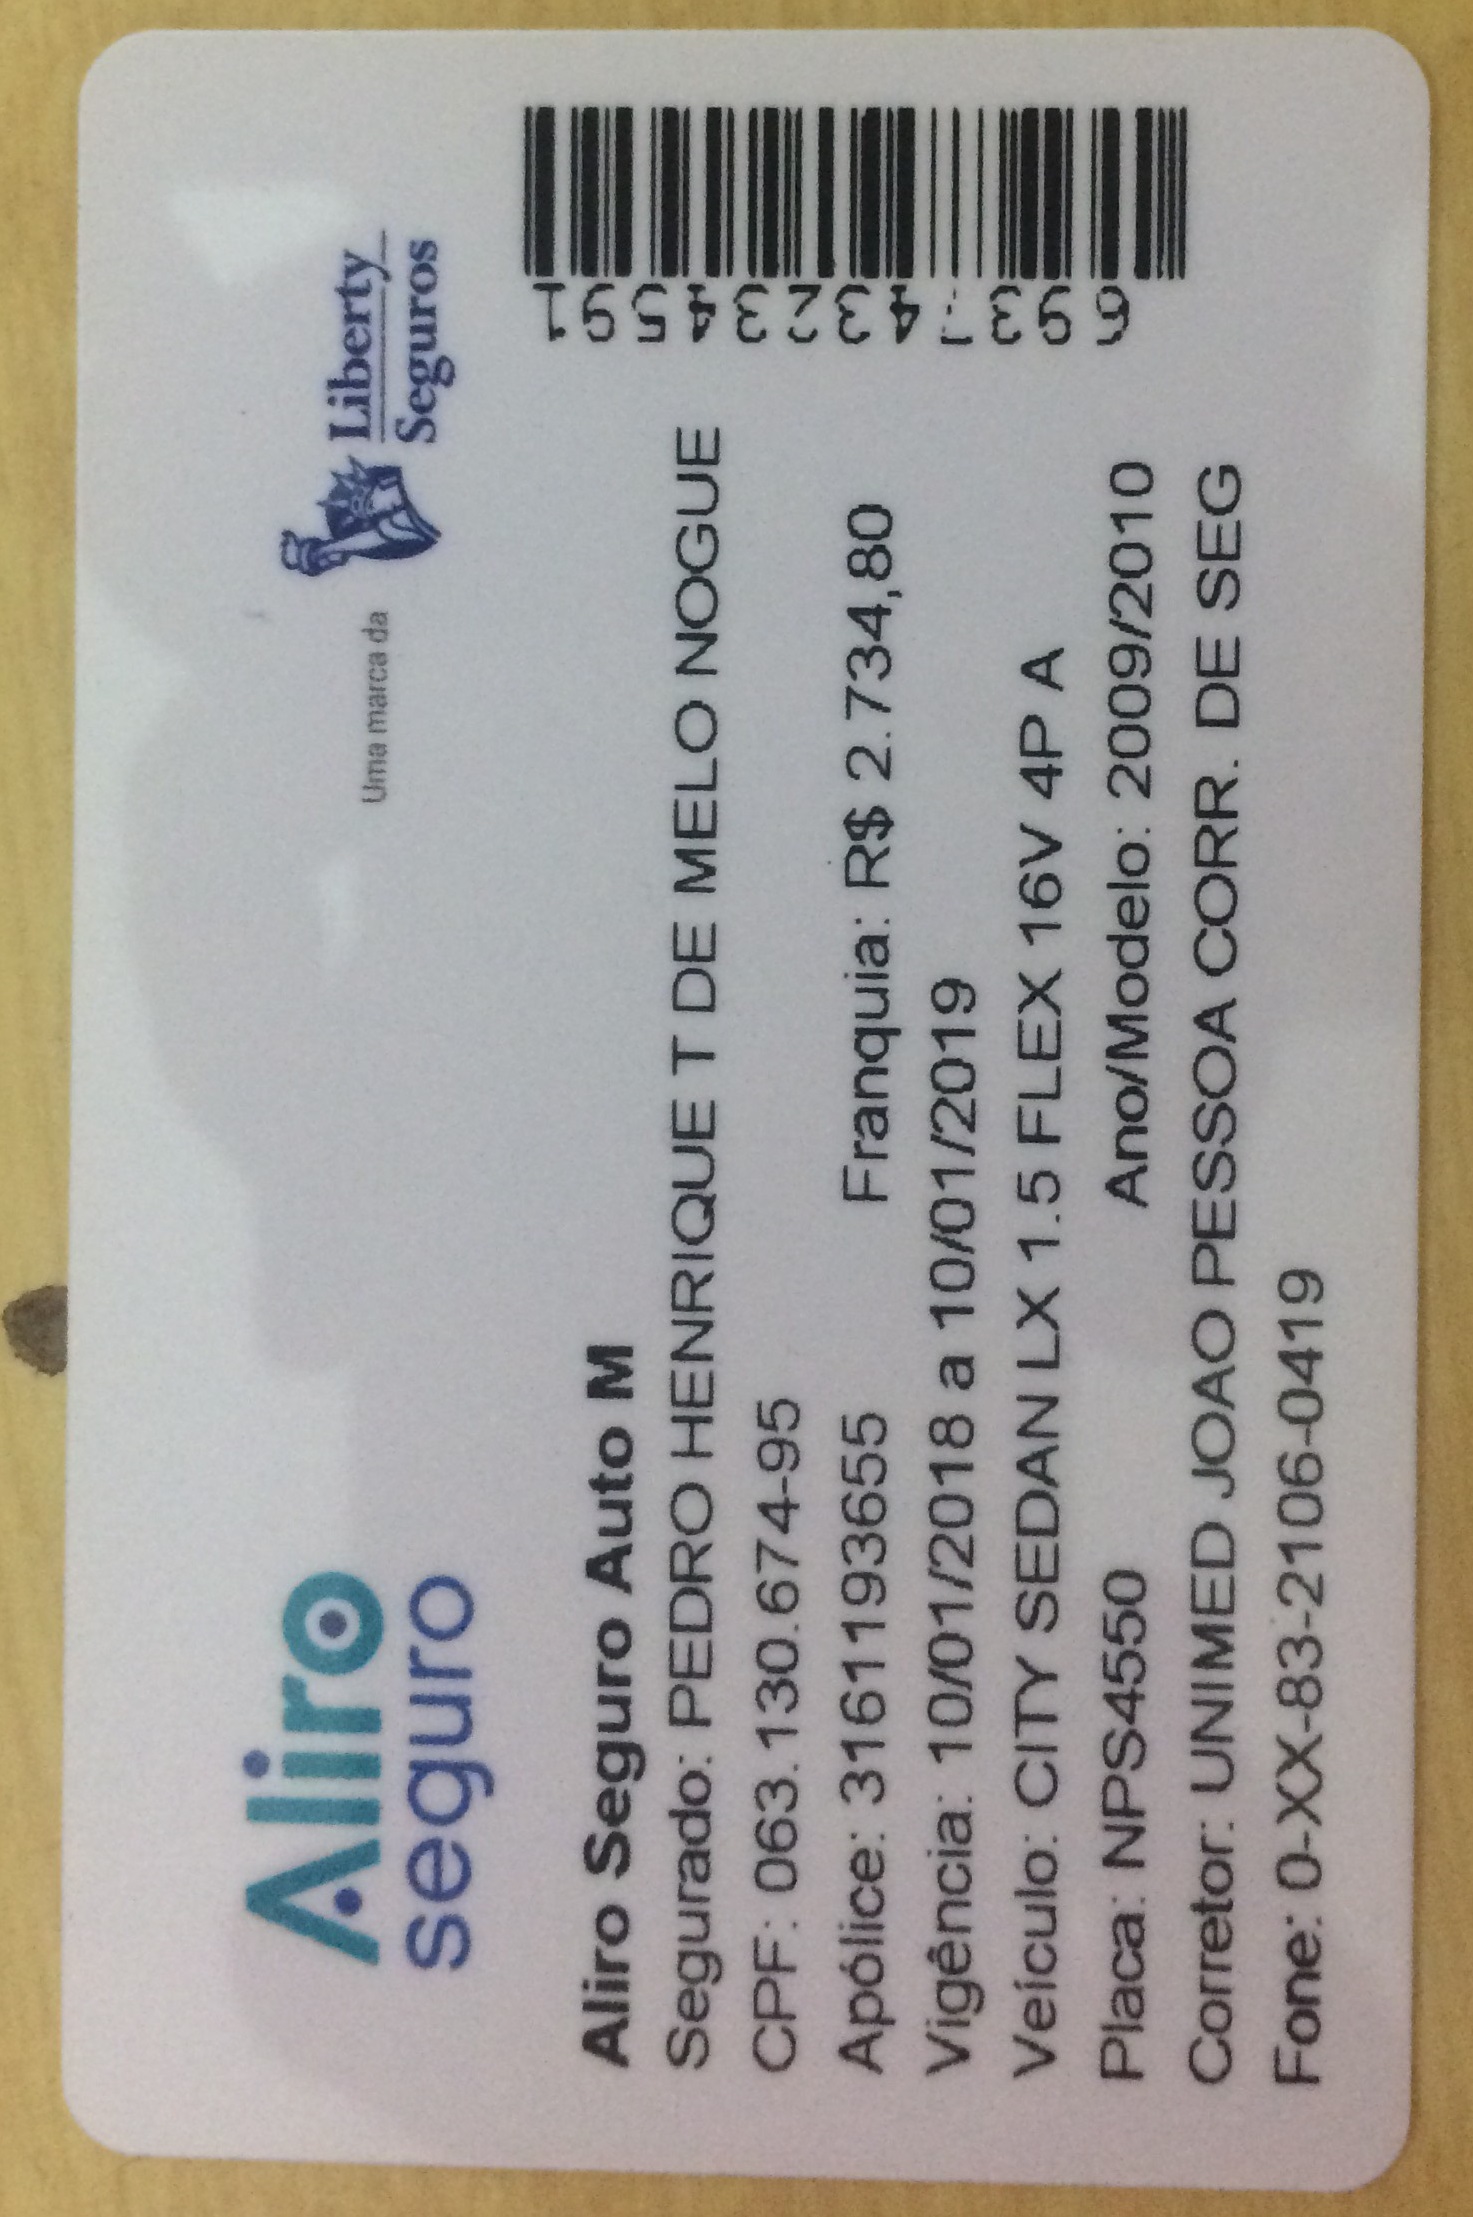 Aliro
seguro
Uma marca da
Liberty
Seguros
Aliro Seguro Auto M
Segurado: PEDRO HENRIQUE T DE MELO NOGUE
CPF: 063.130.674-95
Apólice: 3161193655 Franquia: R$ 2.734,80
Vigência: 10/01/2018 a 10/01/2019
Veículo: CITY SEDAN LX 1.5 FLEX 16V 4P A
Placa: NPS4550 Ano/Modelo: 2009/2010
Corretor: UNIMED JOAO PESSOA CORR. DE SEG
Fone: 0-XX-83-2106-0419
6937432234591